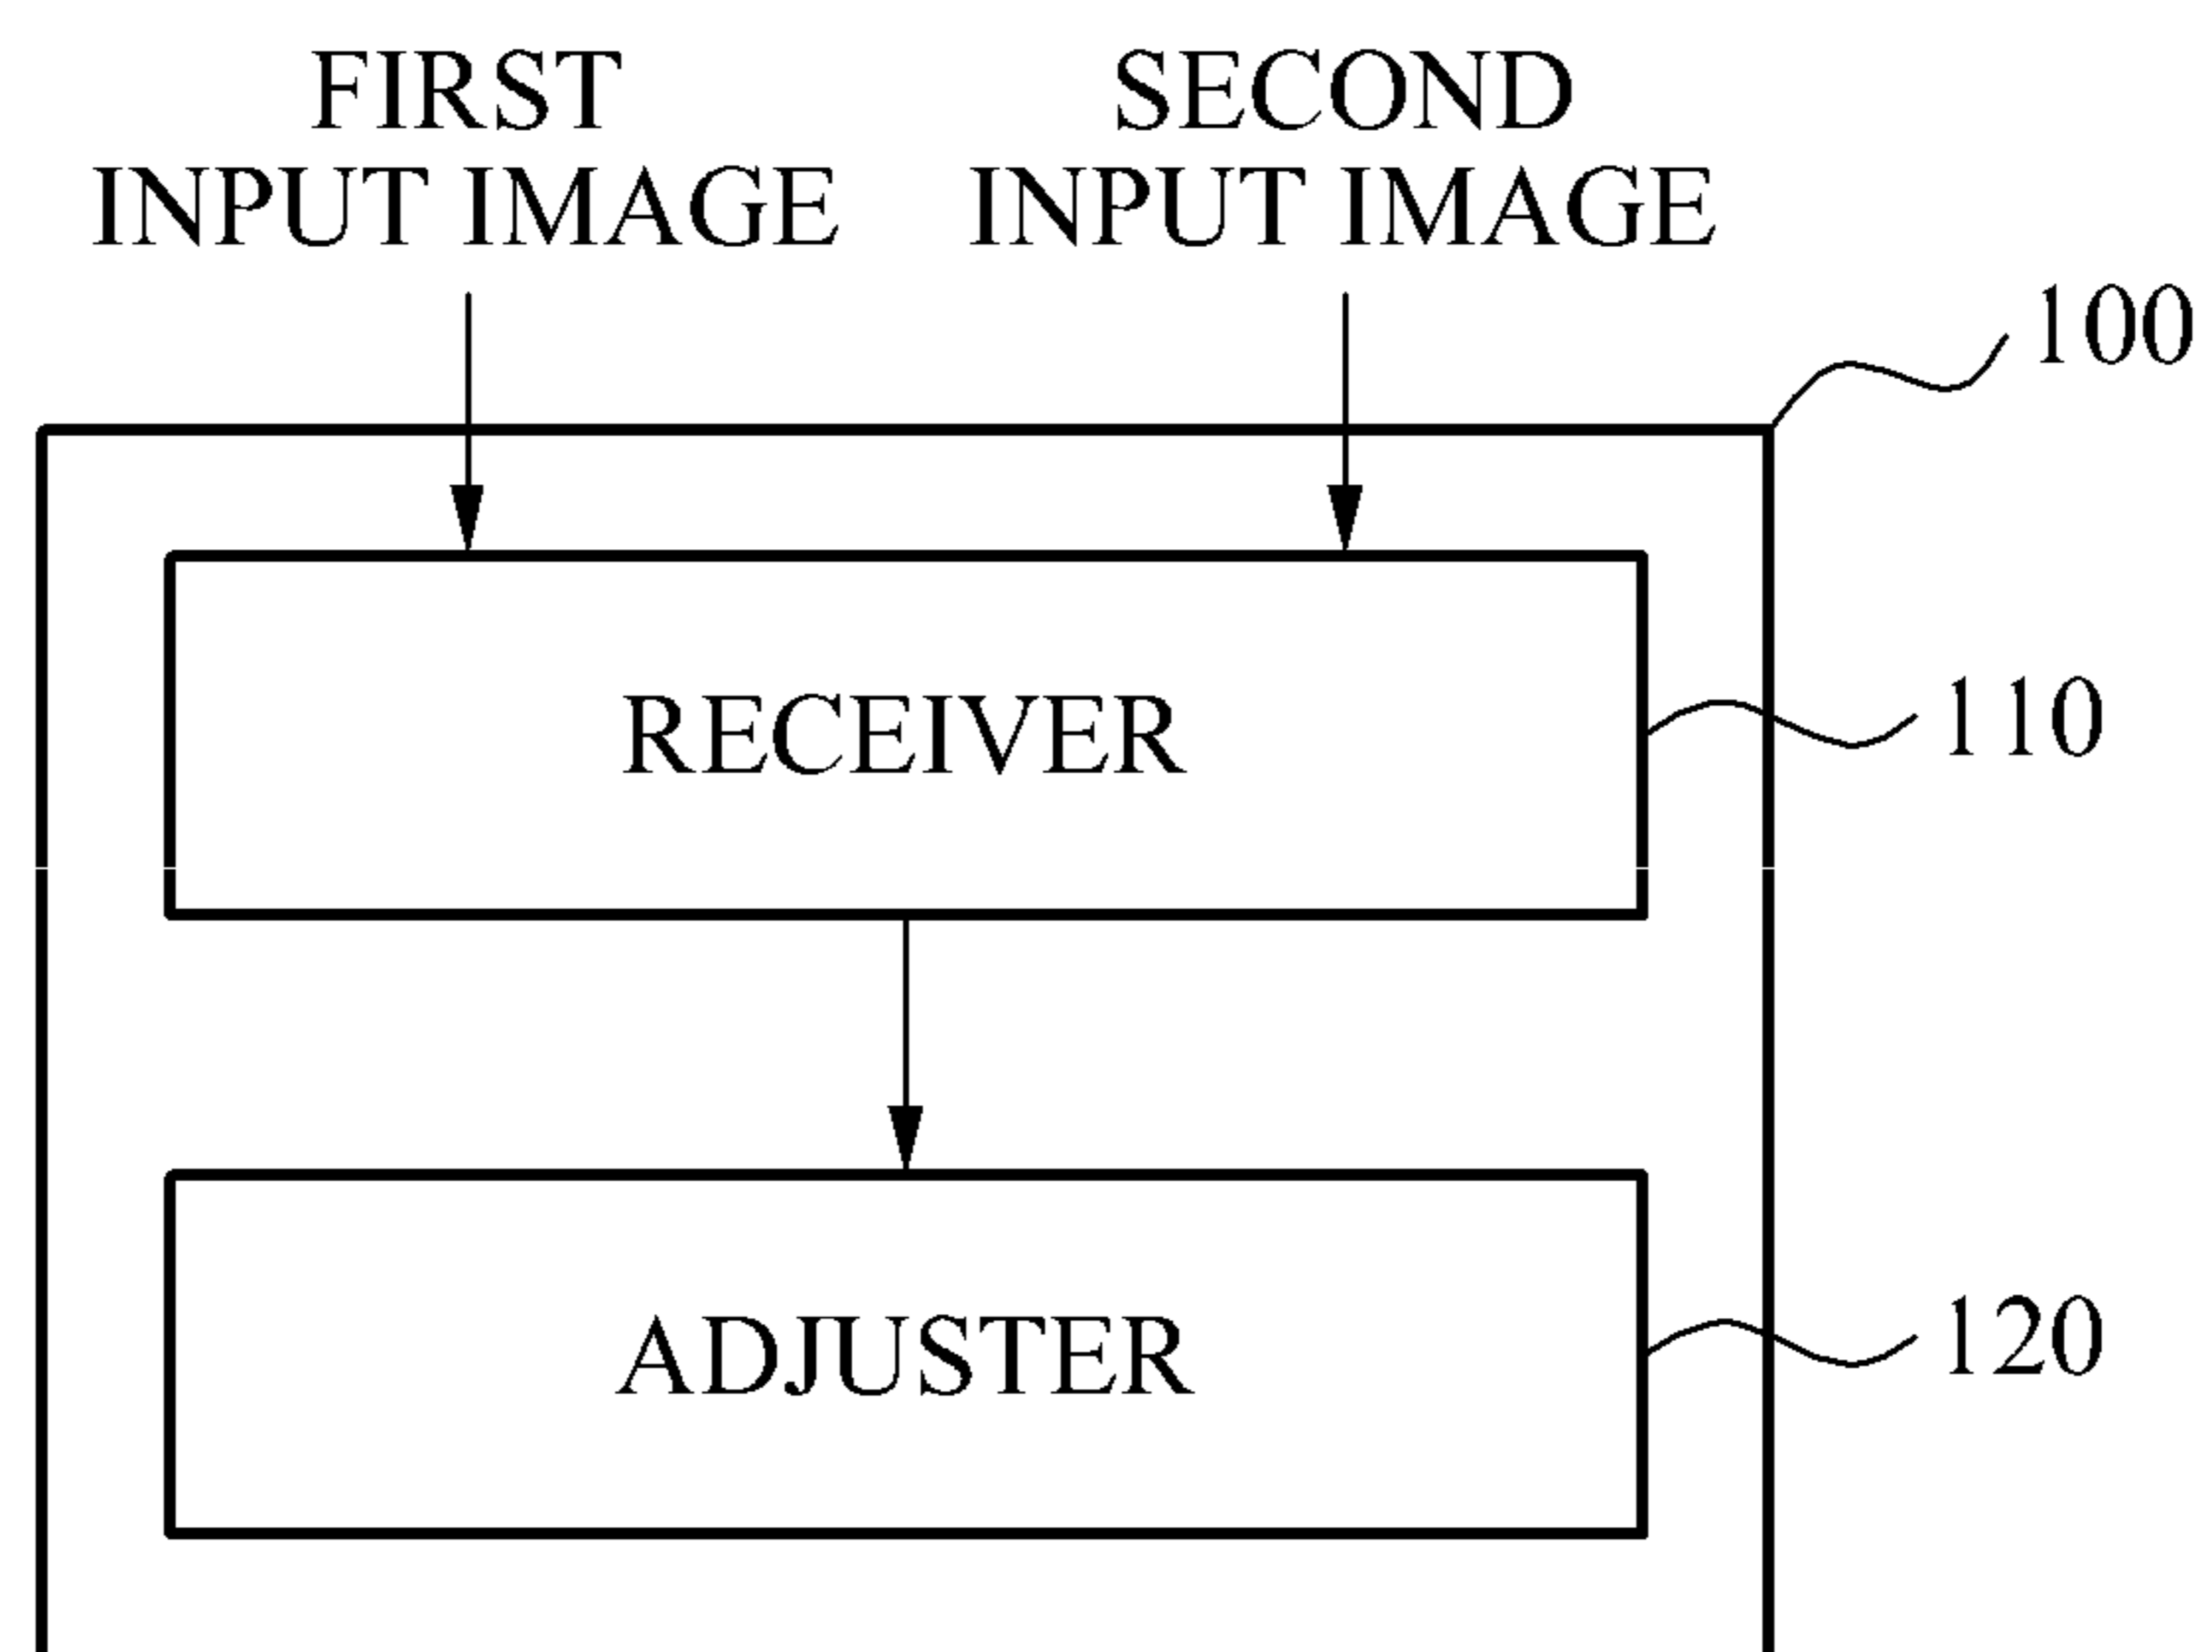 FIRST
INPUT IMAGE
SECOND
INPUT IMAGE
100
RECEIVER
110
ADJUSTER
120